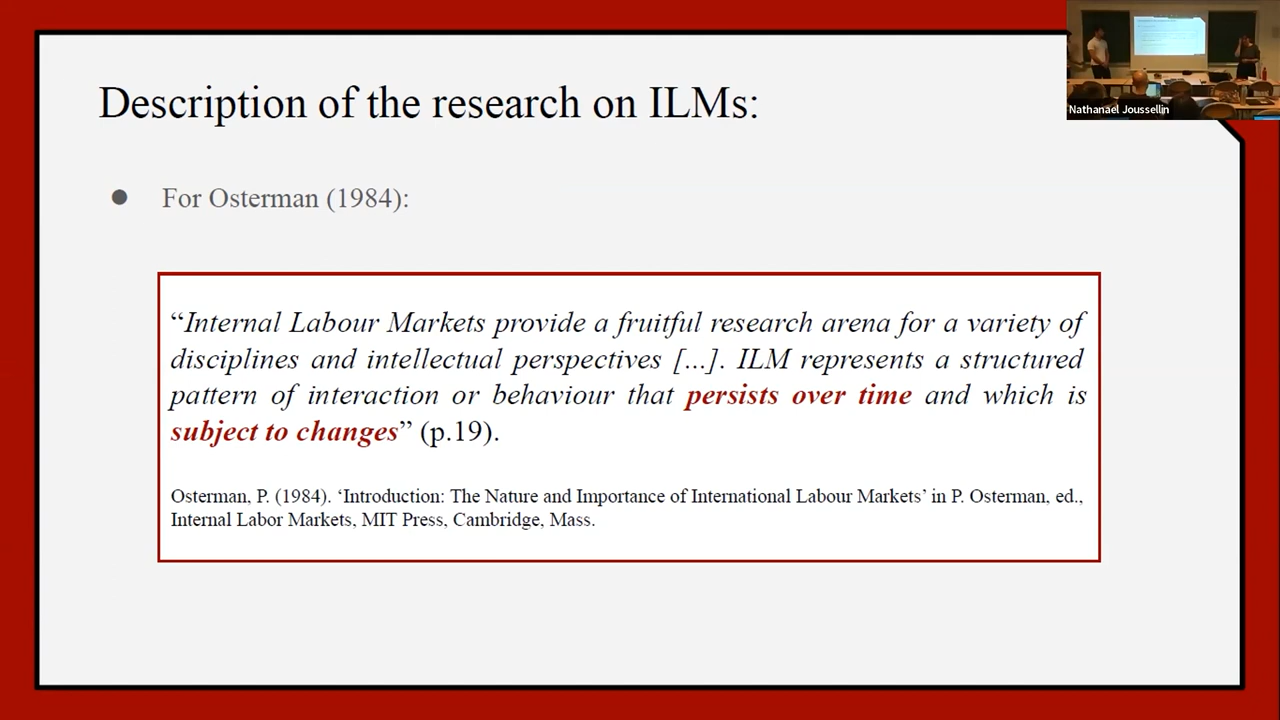 Description of the research on ILMs:
Nathanael Joussellin
● For Osterman (1984):
“Internal Labour Markets provide a fruitful research arena for a variety of
disciplines and intellectual perspectives [...]. ILM represents a structured
pattern of interaction or behaviour that persists over time and which is
subject to changes” (p.19).
Osterman, P. (1984). ‘Introduction: The Nature and Importance of International Labour Markets’ in P. Osterman, ed.,
Internal Labor Markets, MIT Press, Cambridge, Mass.